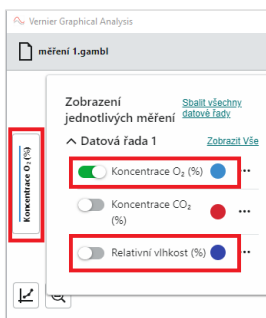 Vernier Graphical Analysis
měření 1.gambl
Zobrazení
jednotlivých měření
Sbalit všechny
datové řady
Datová řada 1
Zobrazit Vše
Koncentrace O₂ (%)
Koncentrace O₂ (%)
Koncentrace CO₂
(%)
Relativní vlhkost (%)